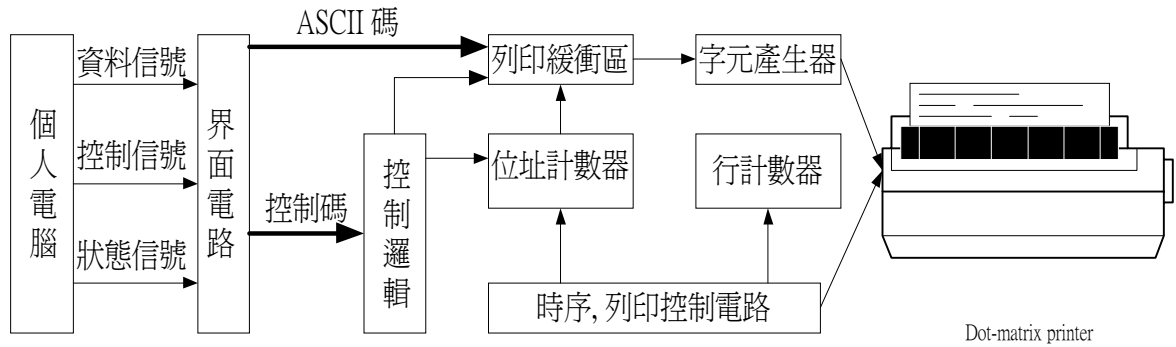 ASCII 碼
資料信號
控制信號
狀態信號
個人電腦
界面電路
控制碼
控制邏輯
列印緩衝區
字元產生器
位址計數器
行計數器
時序, 列印控制電路
Dot-matrix printer